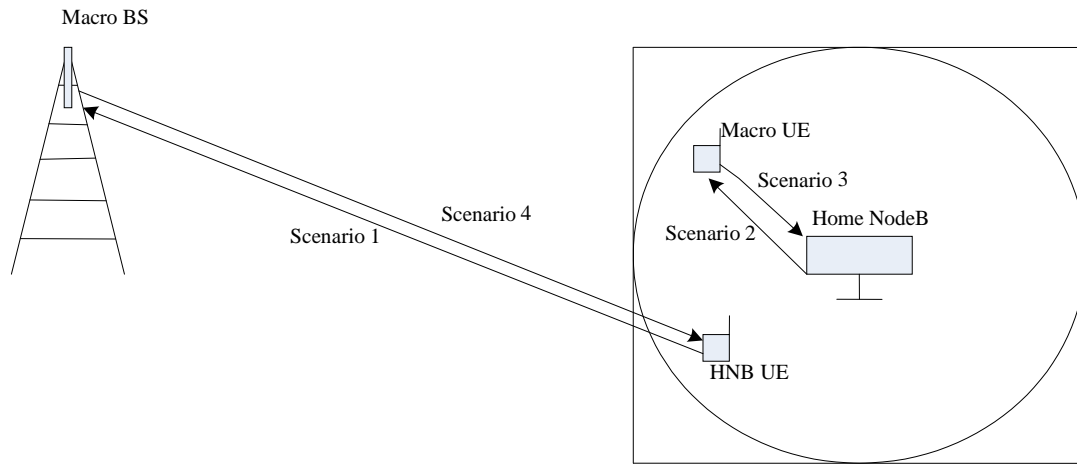 Macro BS
Macro UE
Scenario 3
Home NodeB
Scenario 4
Scenario 2
Scenario 1
HNB UE